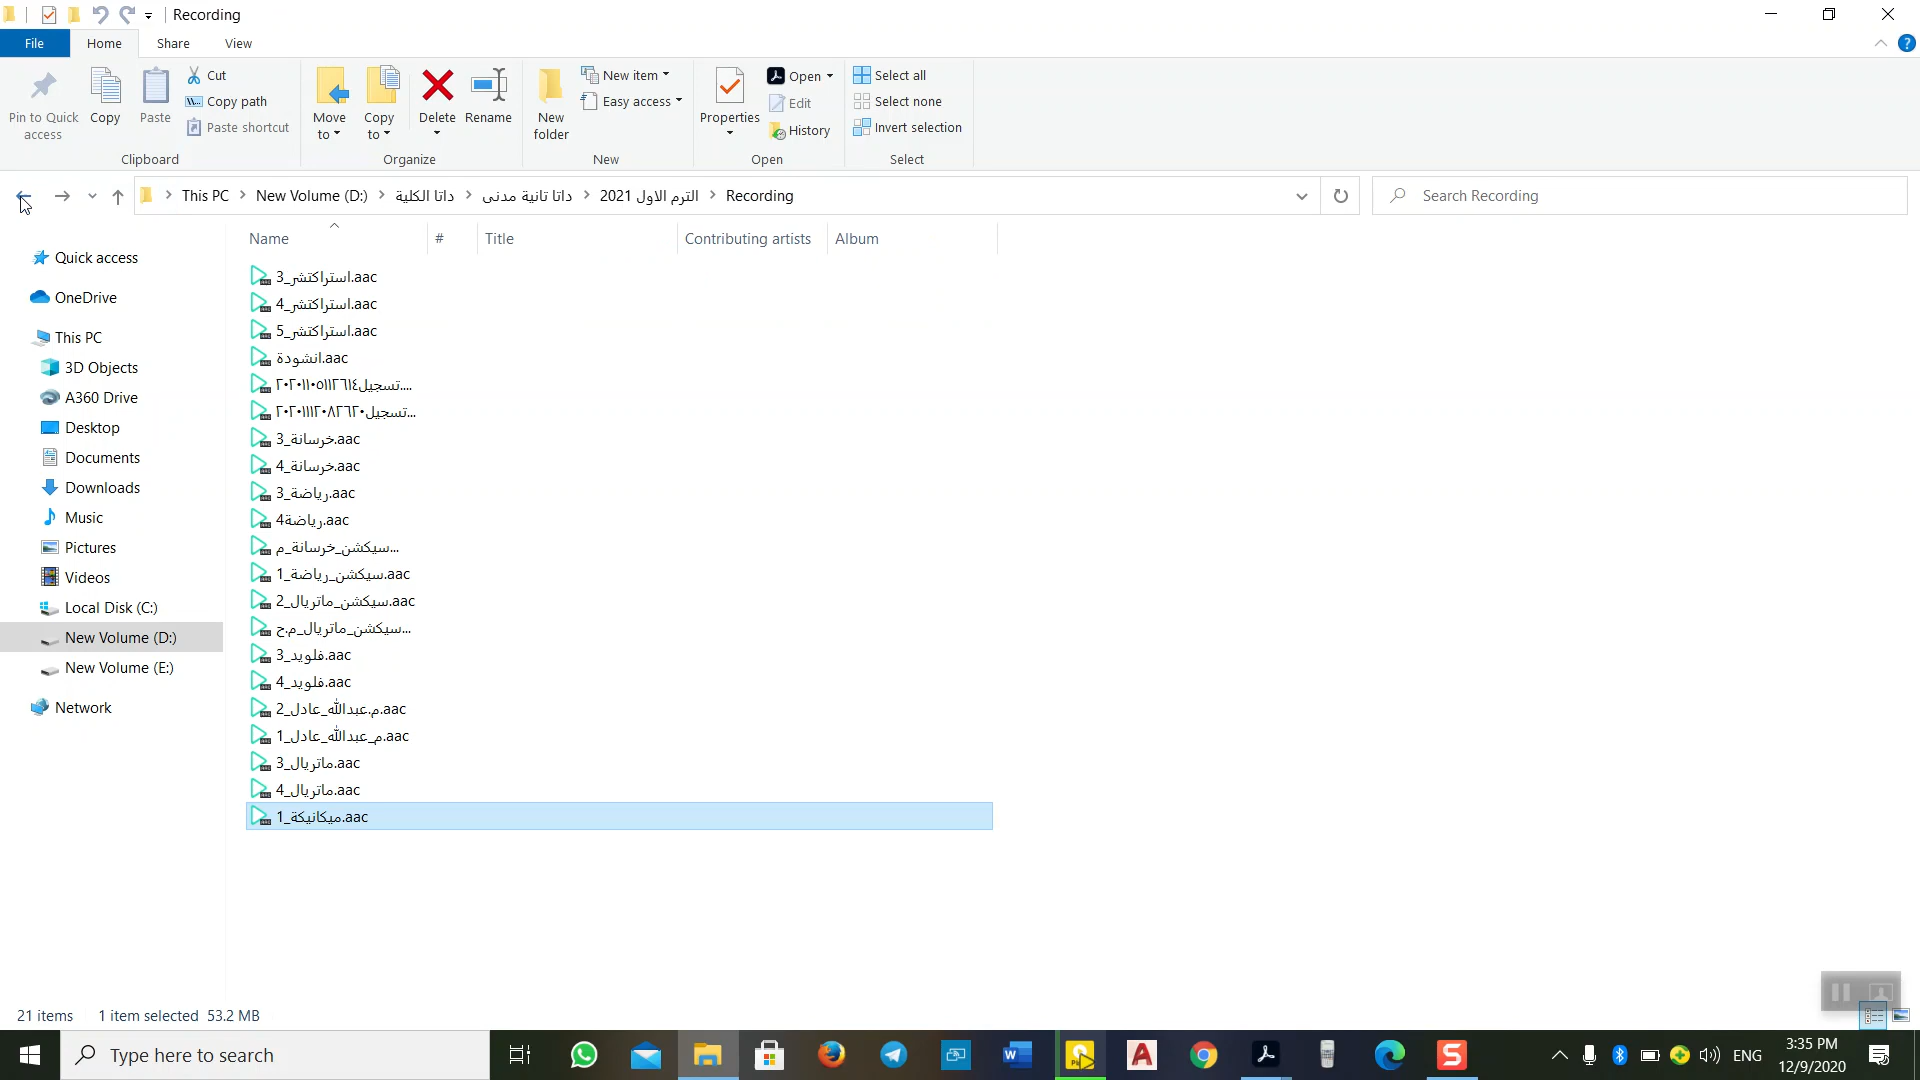 Recording
File Home Share View
Pin to Quick access
Copy
Paste
Cut
Copy path
Paste shortcut
Clipboard
Move to
Copy to
Delete
Rename
Organize
New folder
New item
Easy access
New
Properties
Open
Edit
History
Open
Select all
Select none
Invert selection
Select
This PC New Volume (D:) داتا الكلية داتا تانية مدنى الترم الاول 2021 Recording
Search Recording
Name # Title Contributing artists Album
Quick access
OneDrive
This PC
3D Objects
A360 Drive
Desktop
Documents
Downloads
Music
Pictures
Videos
Local Disk (C:)
New Volume (D:)
New Volume (E:)
Network
استراكتشر_3.aac
استراكتشر_4.aac
استراكتشر_5.aac
انشودة.aac
تسجيل٢٠٢٠١١٠٥١١٢٦١٤....
تسجيل٢٠٢٠١١١٢٠٨٢٦٢٠...
خرسانة_3.aac
خرسانة_4.aac
رياضة_3.aac
رياضة4.aac
سيكشن_خرسانة_م...
سيكشن_رياضة_1.aac
سيكشن_ماتريال_2.aac
سيكشن_ماتريال_م.ح...
فلويد_3.aac
فلويد_4.aac
م.عبدالله_عادل_2.aac
م_عبدالله_عادل_1.aac
ماتريال_3.aac
ماتريال_4.aac
ميكانيكة_1.aac
21 items 1 item selected 53.2 MB
Type here to search
ENG
3:35 PM
12/9/2020